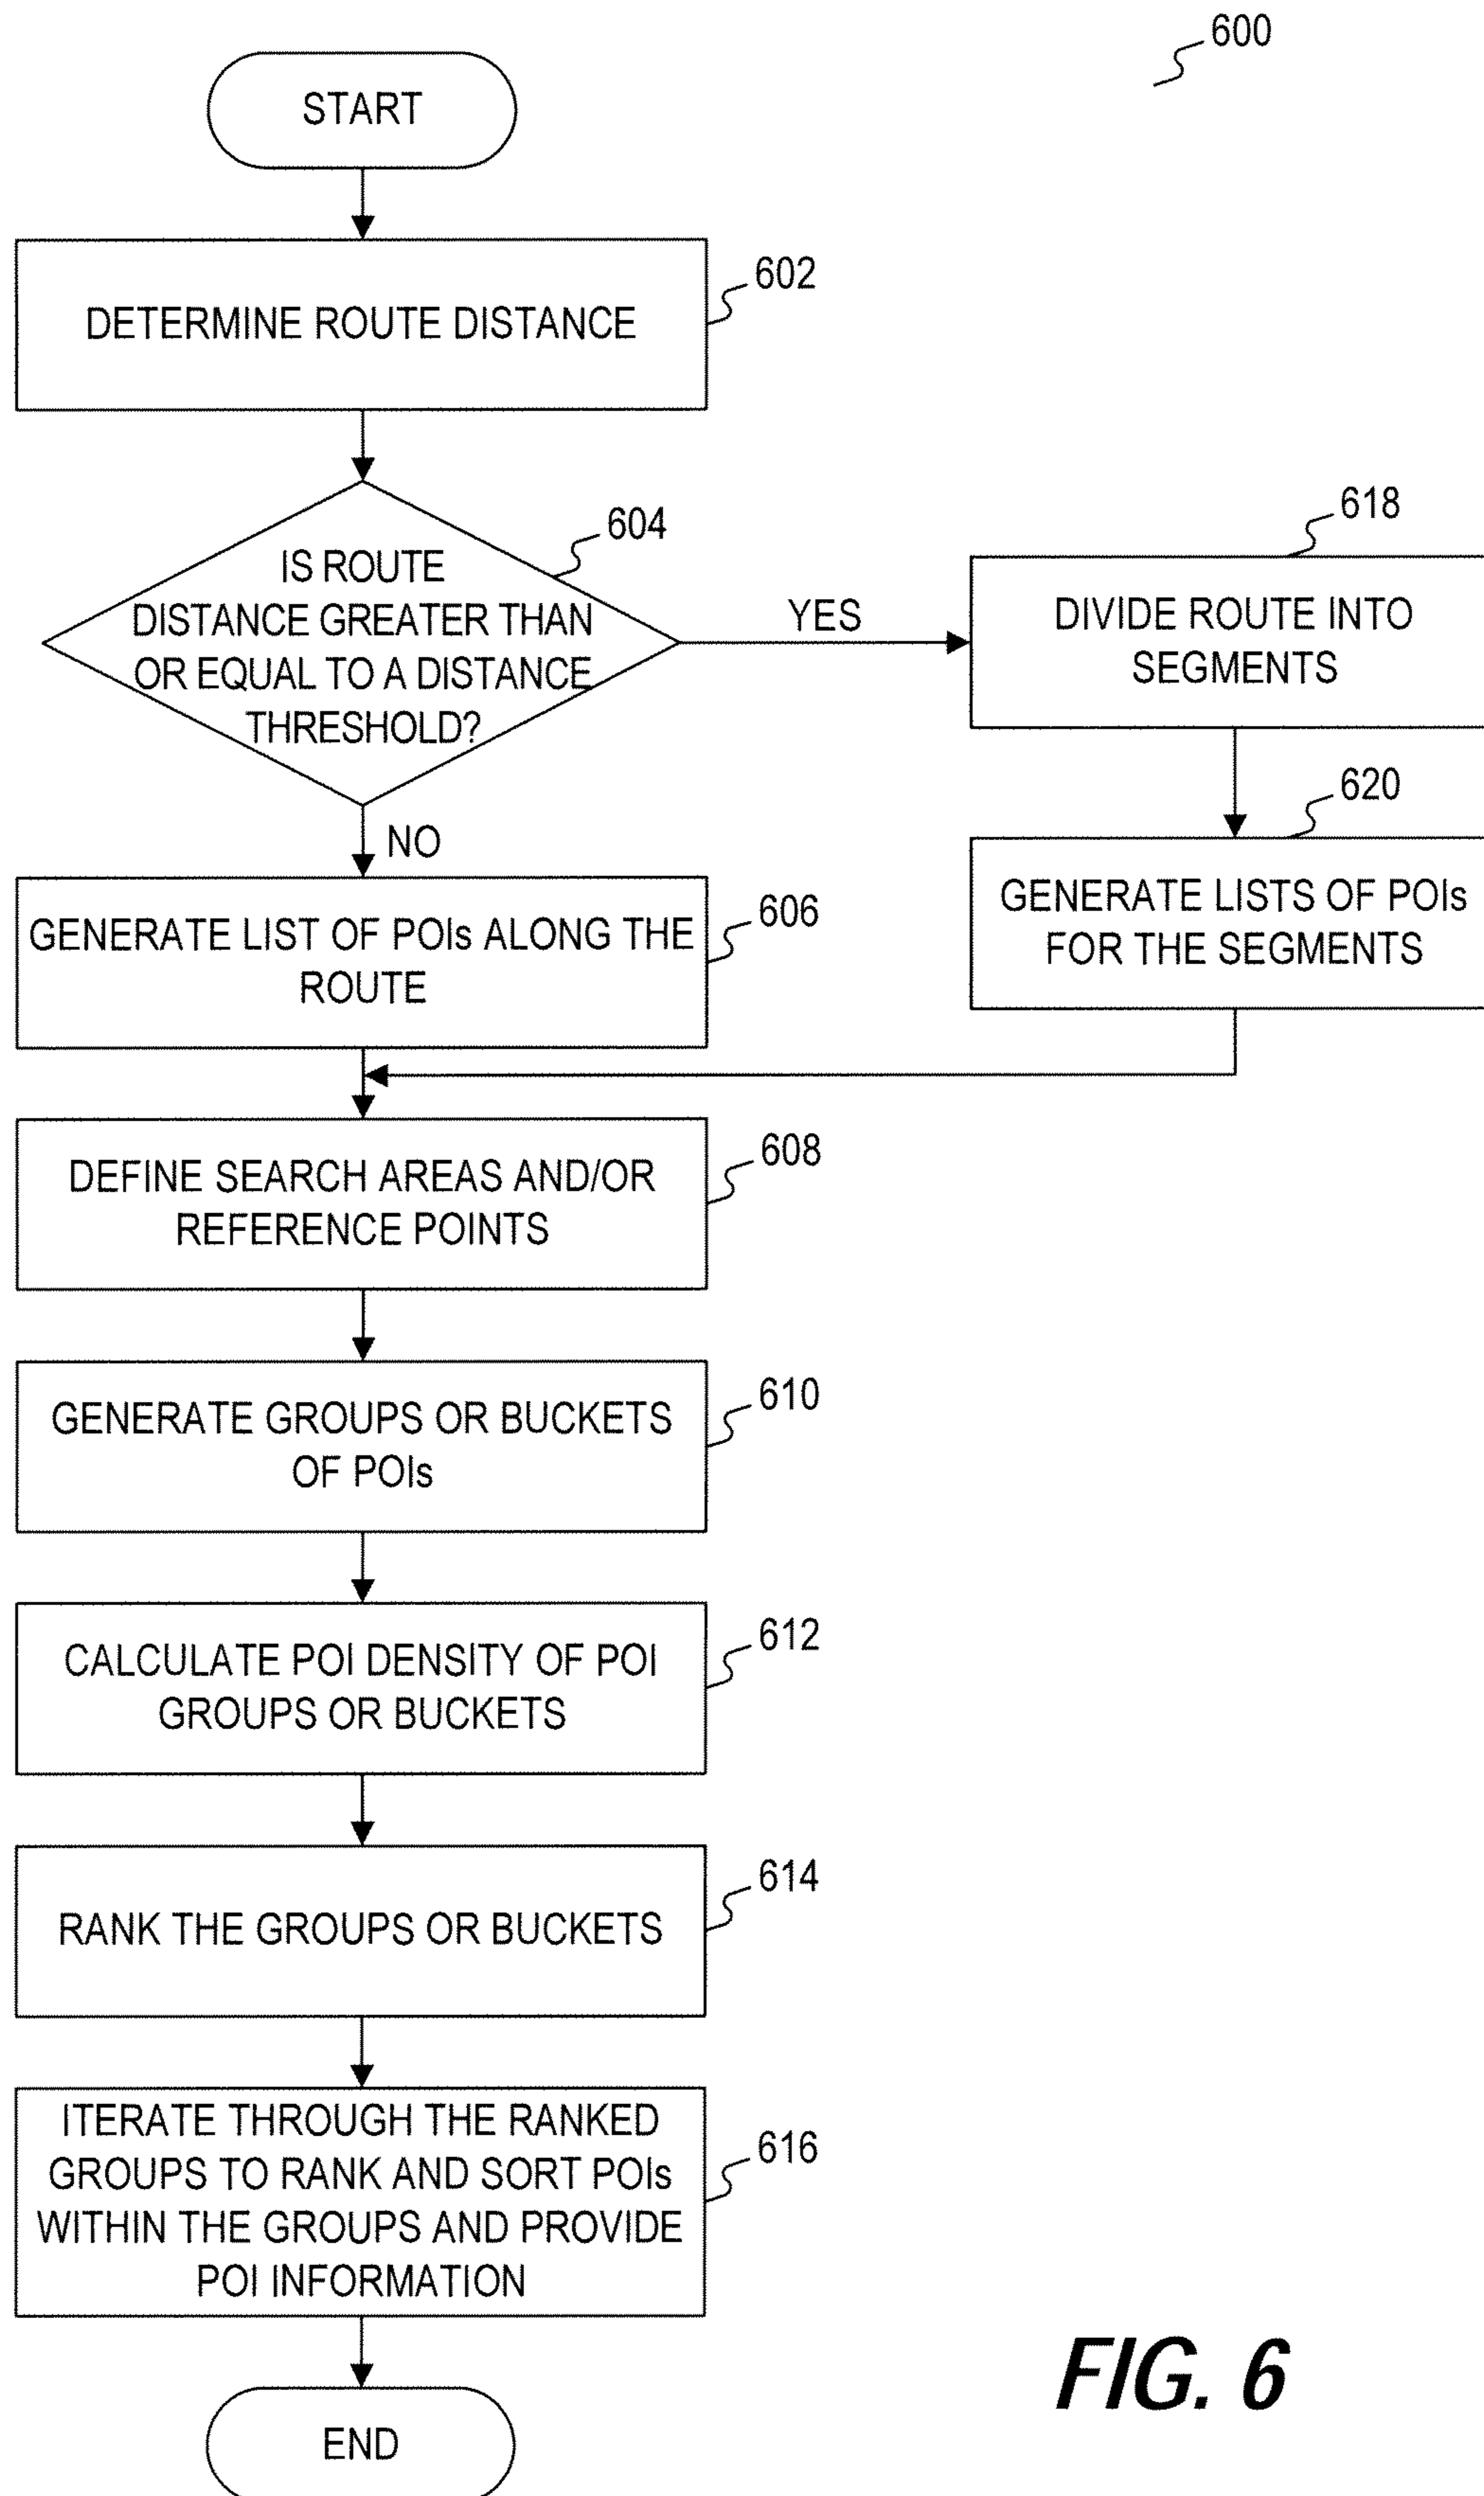 600
START
602
DETERMINE ROUTE DISTANCE
604
IS ROUTE
DISTANCE GREATER THAN
OR EQUAL TO A DISTANCE
THRESHOLD?
YES
618
DIVIDE ROUTE INTO
SEGMENTS
NO
620
GENERATE LISTS OF POIs
FOR THE SEGMENTS
606
GENERATE LIST OF POIs ALONG THE
ROUTE
608
DEFINE SEARCH AREAS AND/OR
REFERENCE POINTS
610
GENERATE GROUPS OR BUCKETS
OF POIs
612
CALCULATE POI DENSITY OF POI
GROUPS OR BUCKETS
614
RANK THE GROUPS OR BUCKETS
616
ITERATE THROUGH THE RANKED
GROUPS TO RANK AND SORT POIs
WITHIN THE GROUPS AND PROVIDE
POI INFORMATION
END
FIG. 6